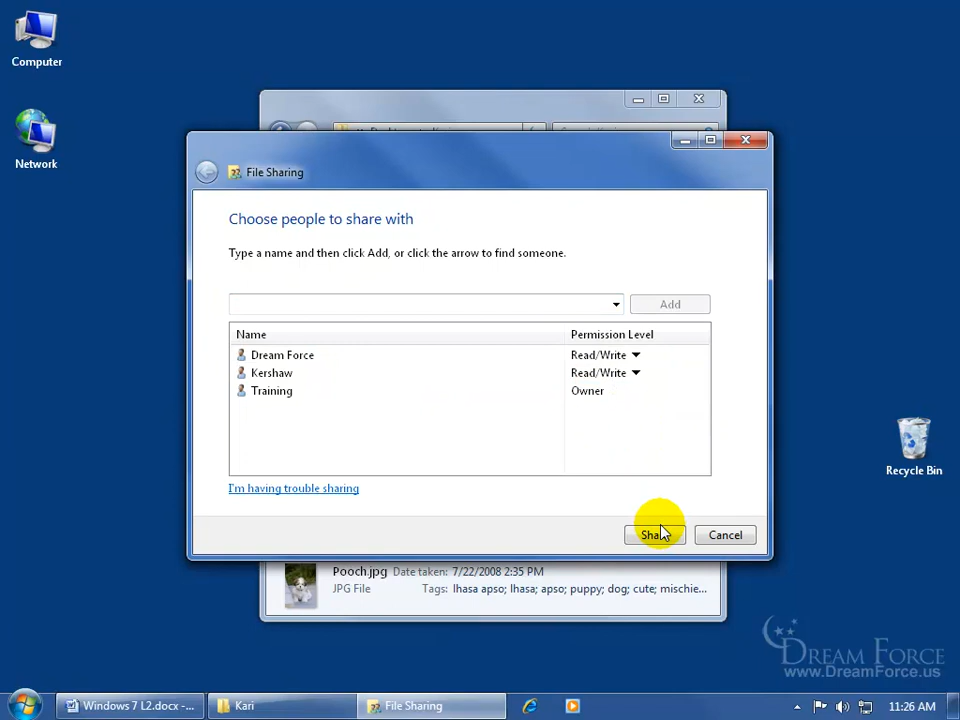 Computer
Network
File Sharing
Choose people to share with
Type a name and then click Add, or click the arrow to find someone.
Add
Name Permission Level
Dream Force Read/Write
Kershaw Read/Write
Training Owner
I'm having trouble sharing
Cancel
Recycle Bin
Pooch.jpg Date taken: 7/22/2008 2:35 PM
JPG File Tags: lhasa apso; lhasa; apso; puppy; dog; cute; mischie...
DREAM FORCE
www.DreamForce.us
Windows 7 L2.docx -...
Kari
File Sharing
11:26 AM